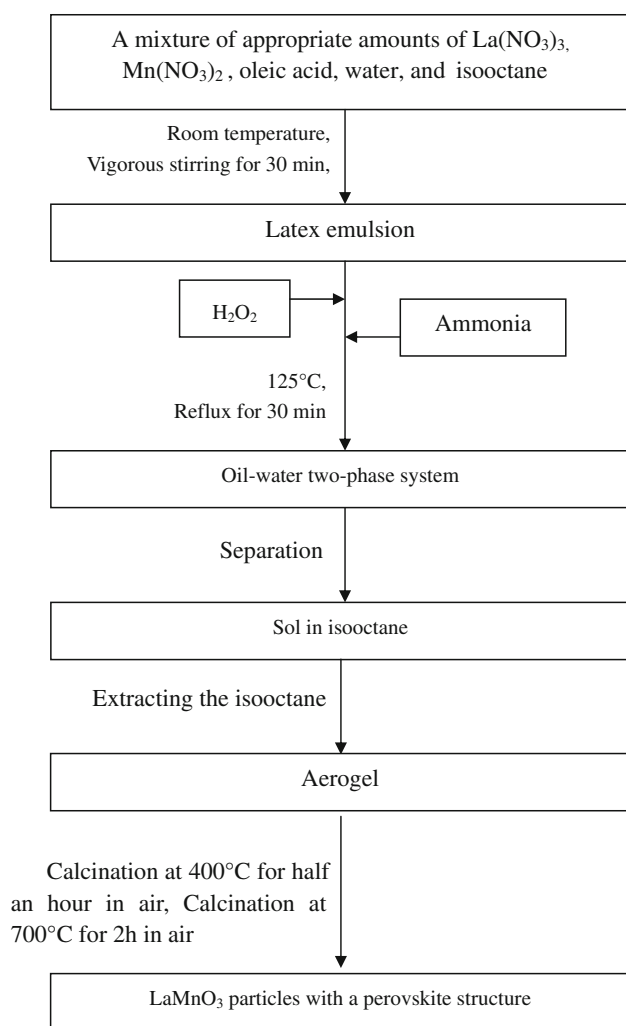 A mixture of appropriate amounts of La(NO₃)₃,
Mn(NO₃)₂ , oleic acid, water, and isooctane
Room temperature,
Vigorous stirring for 30 min,
Latex emulsion
H₂O₂
Ammonia
125°C,
Reflux for 30 min
Oil-water two-phase system
Separation
Sol in isooctane
Extracting the isooctane
Aerogel
Calcination at 400°C for half
an hour in air, Calcination at
700°C for 2h in air
LaMnO₃ particles with a perovskite structure